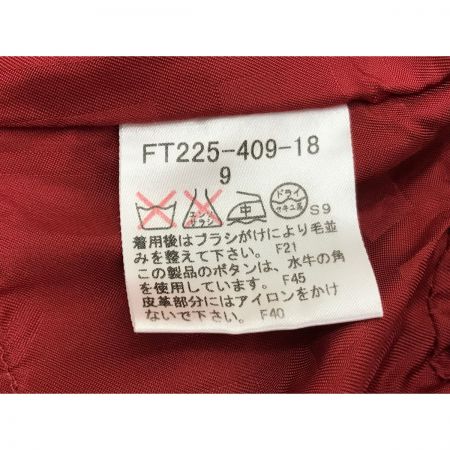 FT225-409-18
9
エンソ サラシ 中 ドライ セキユ系 S9
着用後はブラシがけにより毛並
みを整えて下さい。 F21
この製品のボタンは、水牛の角
を使用しています。 F45
皮革部分にはアイロンをかけ
ないで下さい。 F40